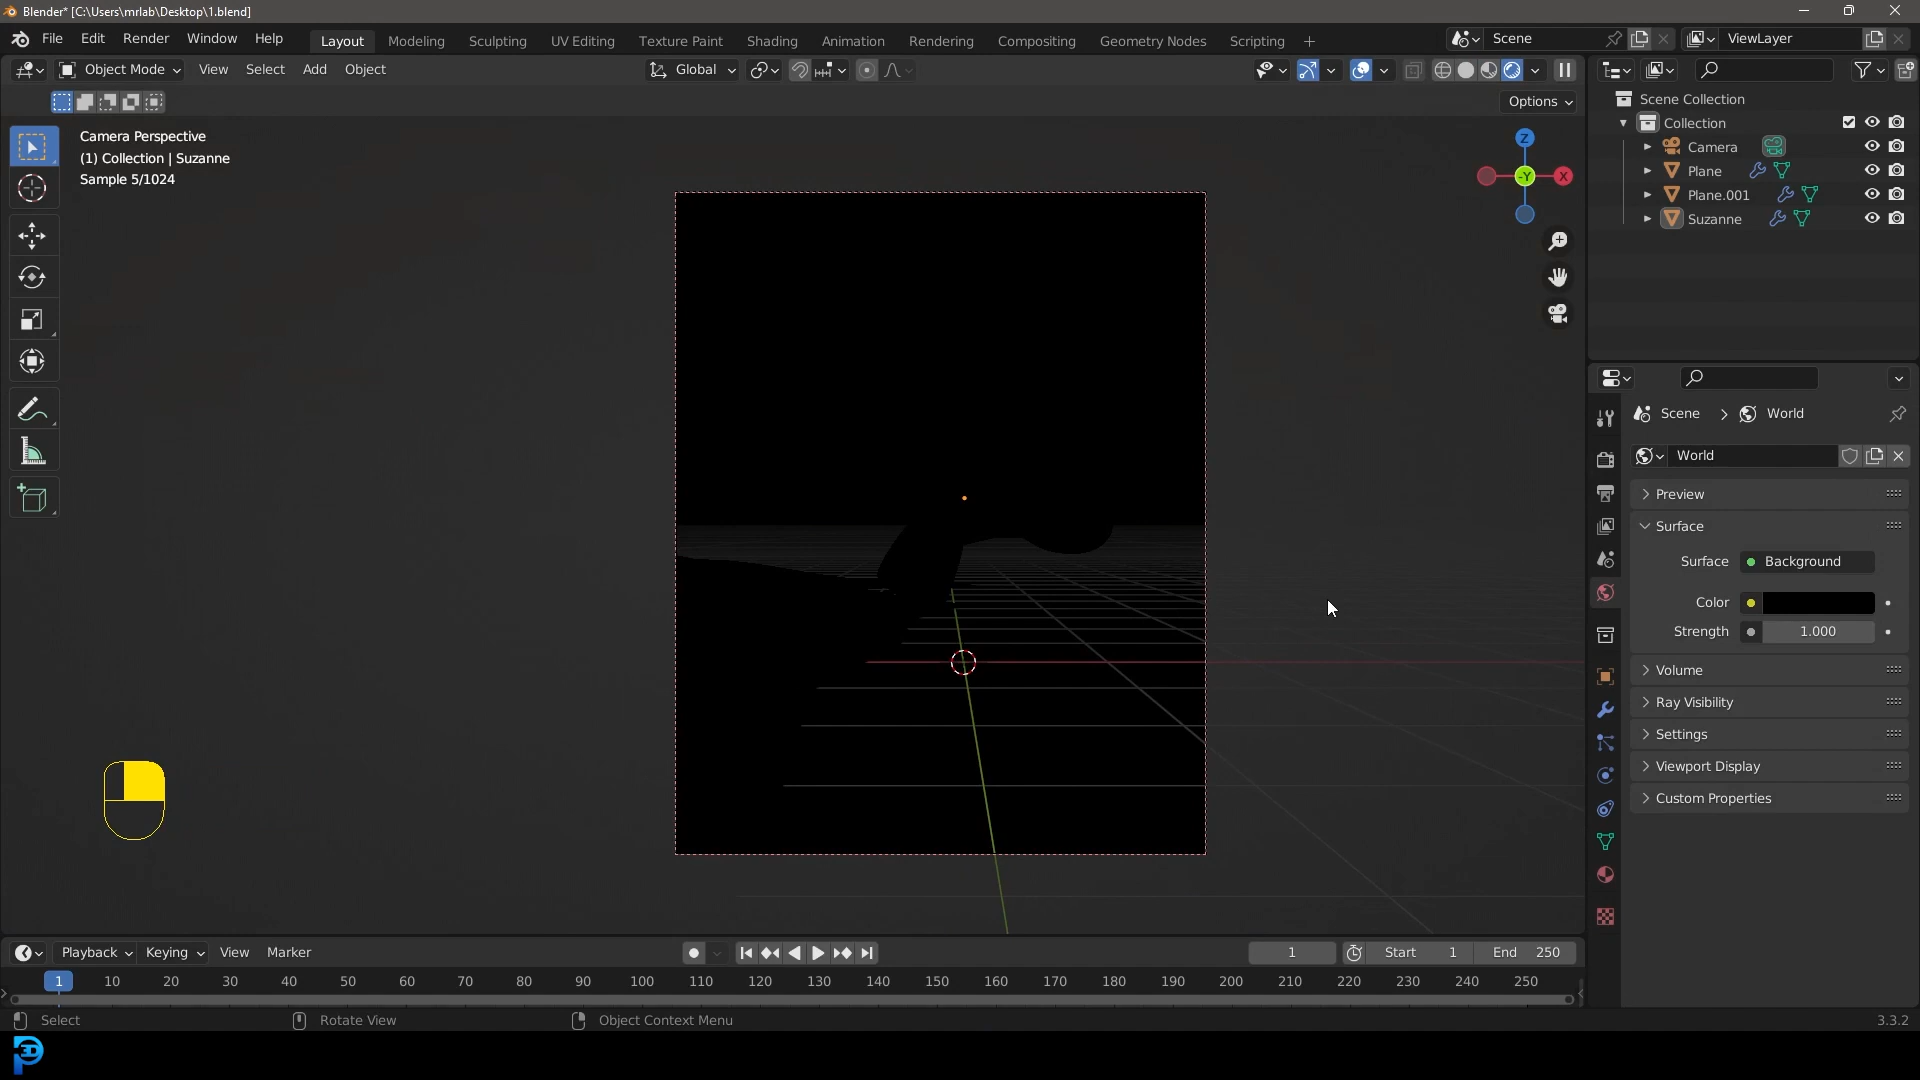 Blender* [C:\Users\mrlab\Desktop\1.blend]
File Edit Render Window Help Layout Modeling Sculpting UV Editing Texture Paint Shading Animation Rendering Compositing Geometry Nodes Scripting + Scene ViewLayer
Object Mode View Select Add Object Global
Options
Camera Perspective
(1) Collection | Suzanne
Sample 5/1024
Z
-Y X
Scene Collection
Collection
Camera
Plane
Plane.001
Suzanne
Scene > World
World
Preview
Surface
Surface Background
Color
Strength 1.000
Volume
Ray Visibility
Settings
Viewport Display
Custom Properties
Playback Keying View Marker 1 Start 1 End 250
1 10 20 30 40 50 60 70 80 90 100 110 120 130 140 150 160 170 180 190 200 210 220 230 240 250
Select Rotate View Object Context Menu 3.3.2
P3D